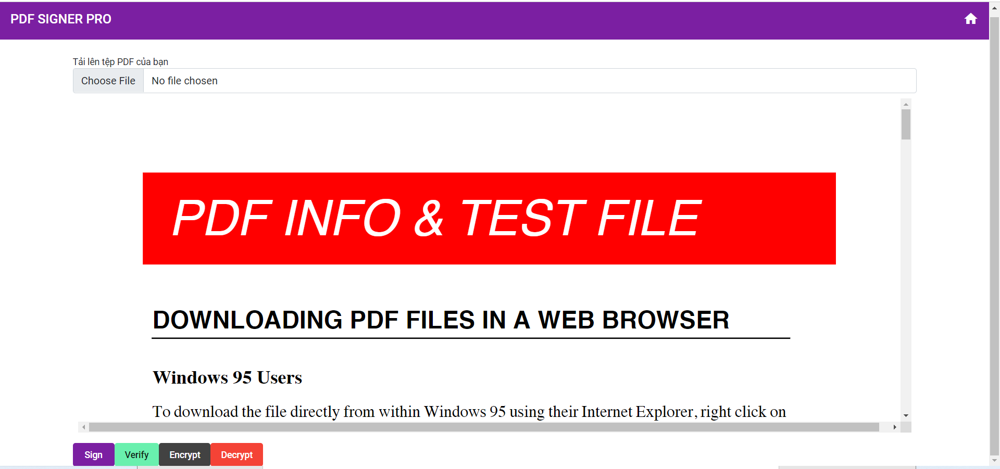 PDF SIGNER PRO
Tải lên tệp PDF của bạn
Choose File No file chosen
PDF INFO & TEST FILE
DOWNLOADING PDF FILES IN A WEB BROWSER
Windows 95 Users
To download the file directly from within Windows 95 using their Internet Explorer, right click on
Sign Verify Encrypt Decrypt